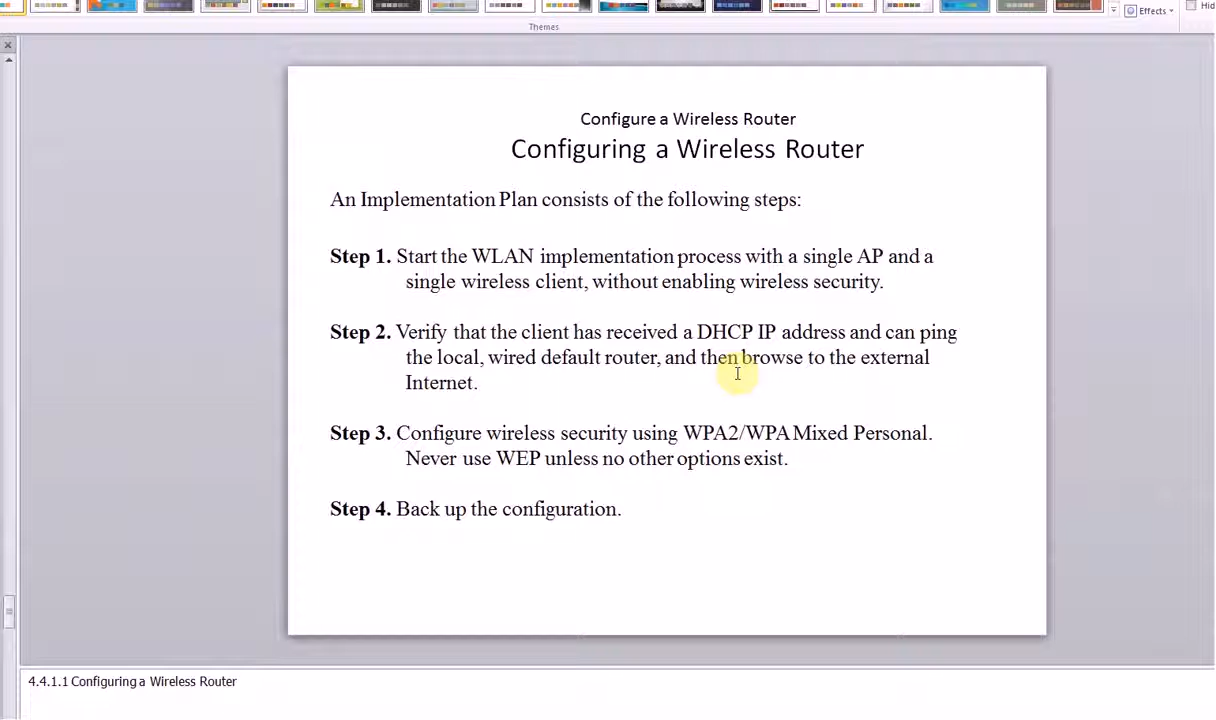 Effects
Hid
Themes
Configure a Wireless Router
Configuring a Wireless Router
An Implementation Plan consists of the following steps:
Step 1. Start the WLAN implementation process with a single AP and a
single wireless client, without enabling wireless security.
Step 2. Verify that the client has received a DHCP IP address and can ping
the local, wired default router, and then browse to the external
Internet.
Step 3. Configure wireless security using WPA2/WPA Mixed Personal.
Never use WEP unless no other options exist.
Step 4. Back up the configuration.
4.4.1.1 Configuring a Wireless Router